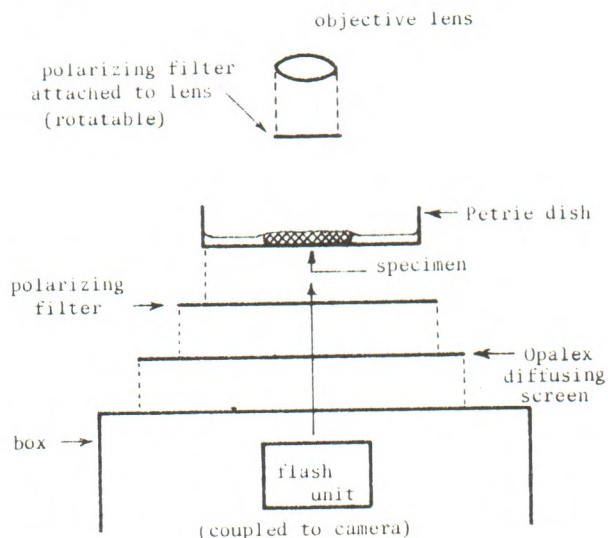 objective lens
polarizing filter
attached to lens
(rotatable)
Petrie dish
specimen
polarizing
filter
Opalex
diffusing
screen
box
flash
unit
(coupled to camera)